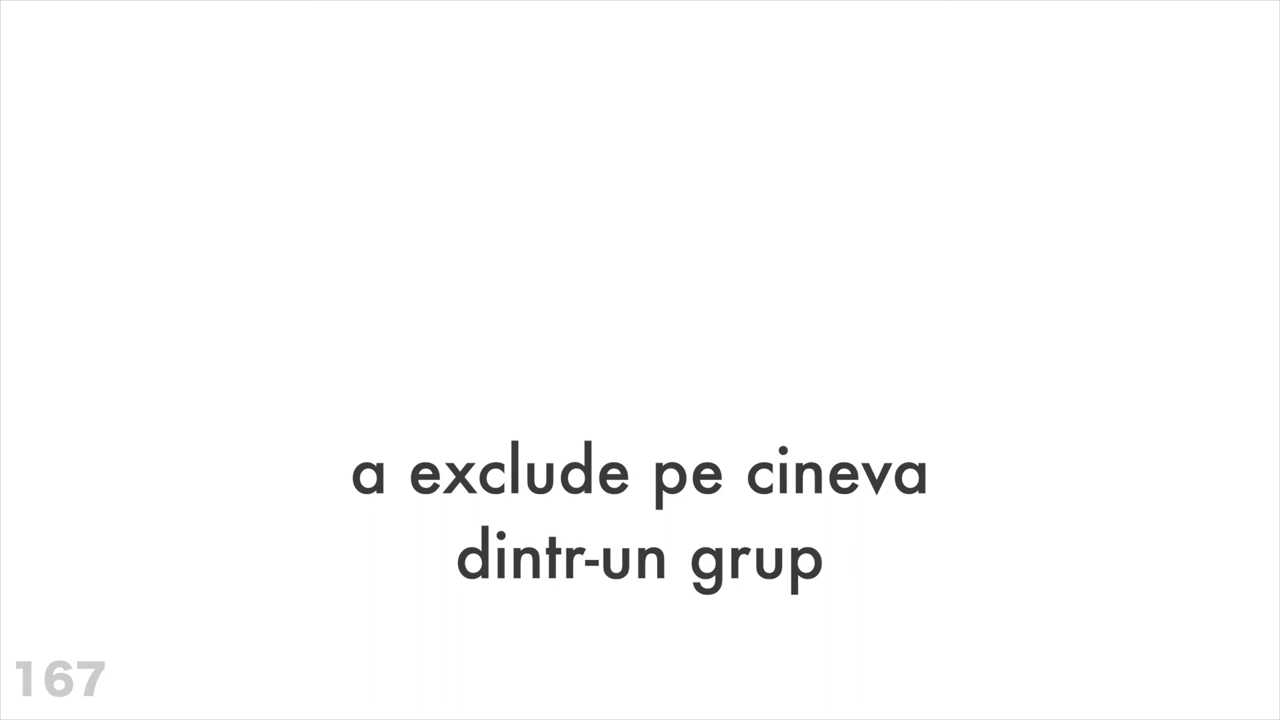 a exclude pe cineva
dintr-un grup
167